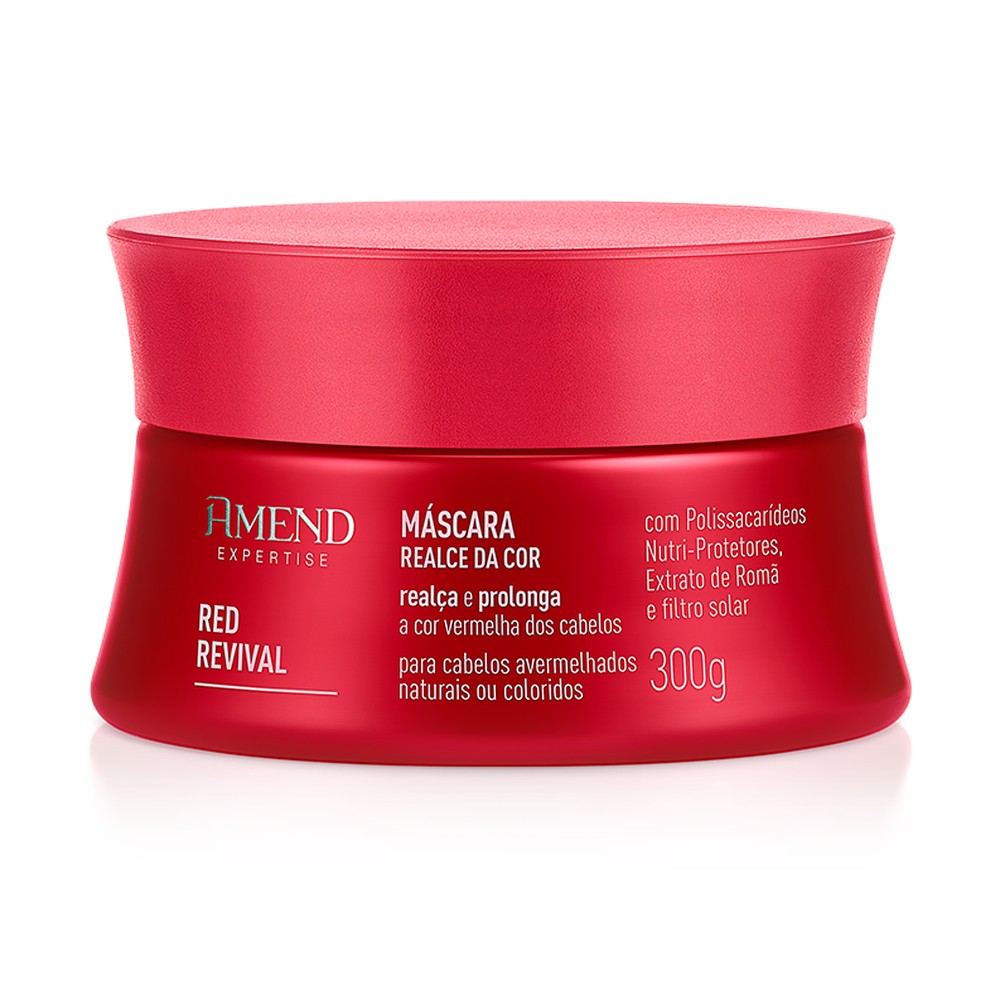 AMEND
EXPERTISE
RED
REVIVAL
MÁSCARA
REALCE DA COR
realça e prolonga
a cor vermelha dos cabelos
para cabelos avermelhados
naturais ou coloridos
com Polissacarídeos
Nutri-Protetores,
Extrato de Romã
e filtro solar
300g